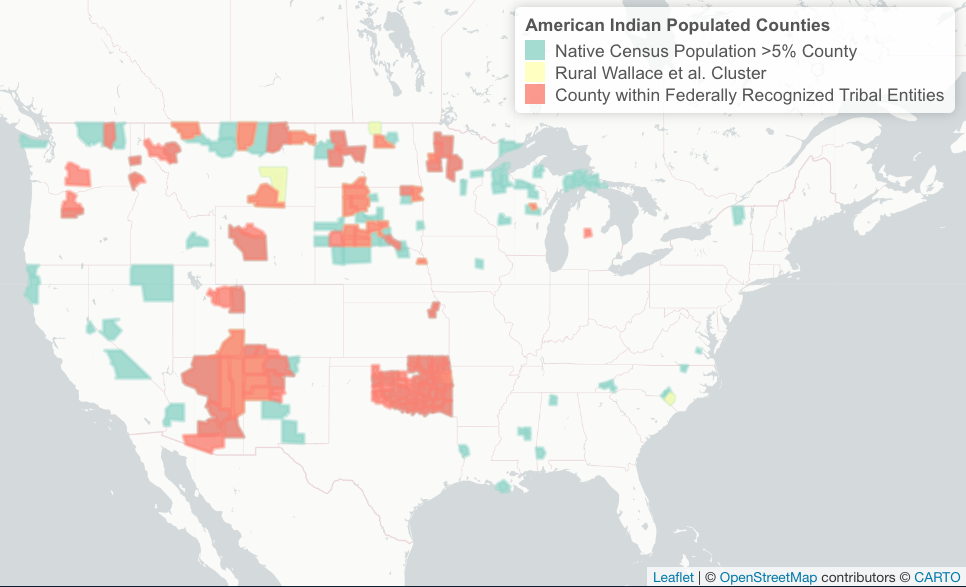 American Indian Populated Counties
Native Census Population >5% County
Rural Wallace et al. Cluster
County within Federally Recognized Tribal Entities
Leaflet | © OpenStreetMap contributors © CARTO